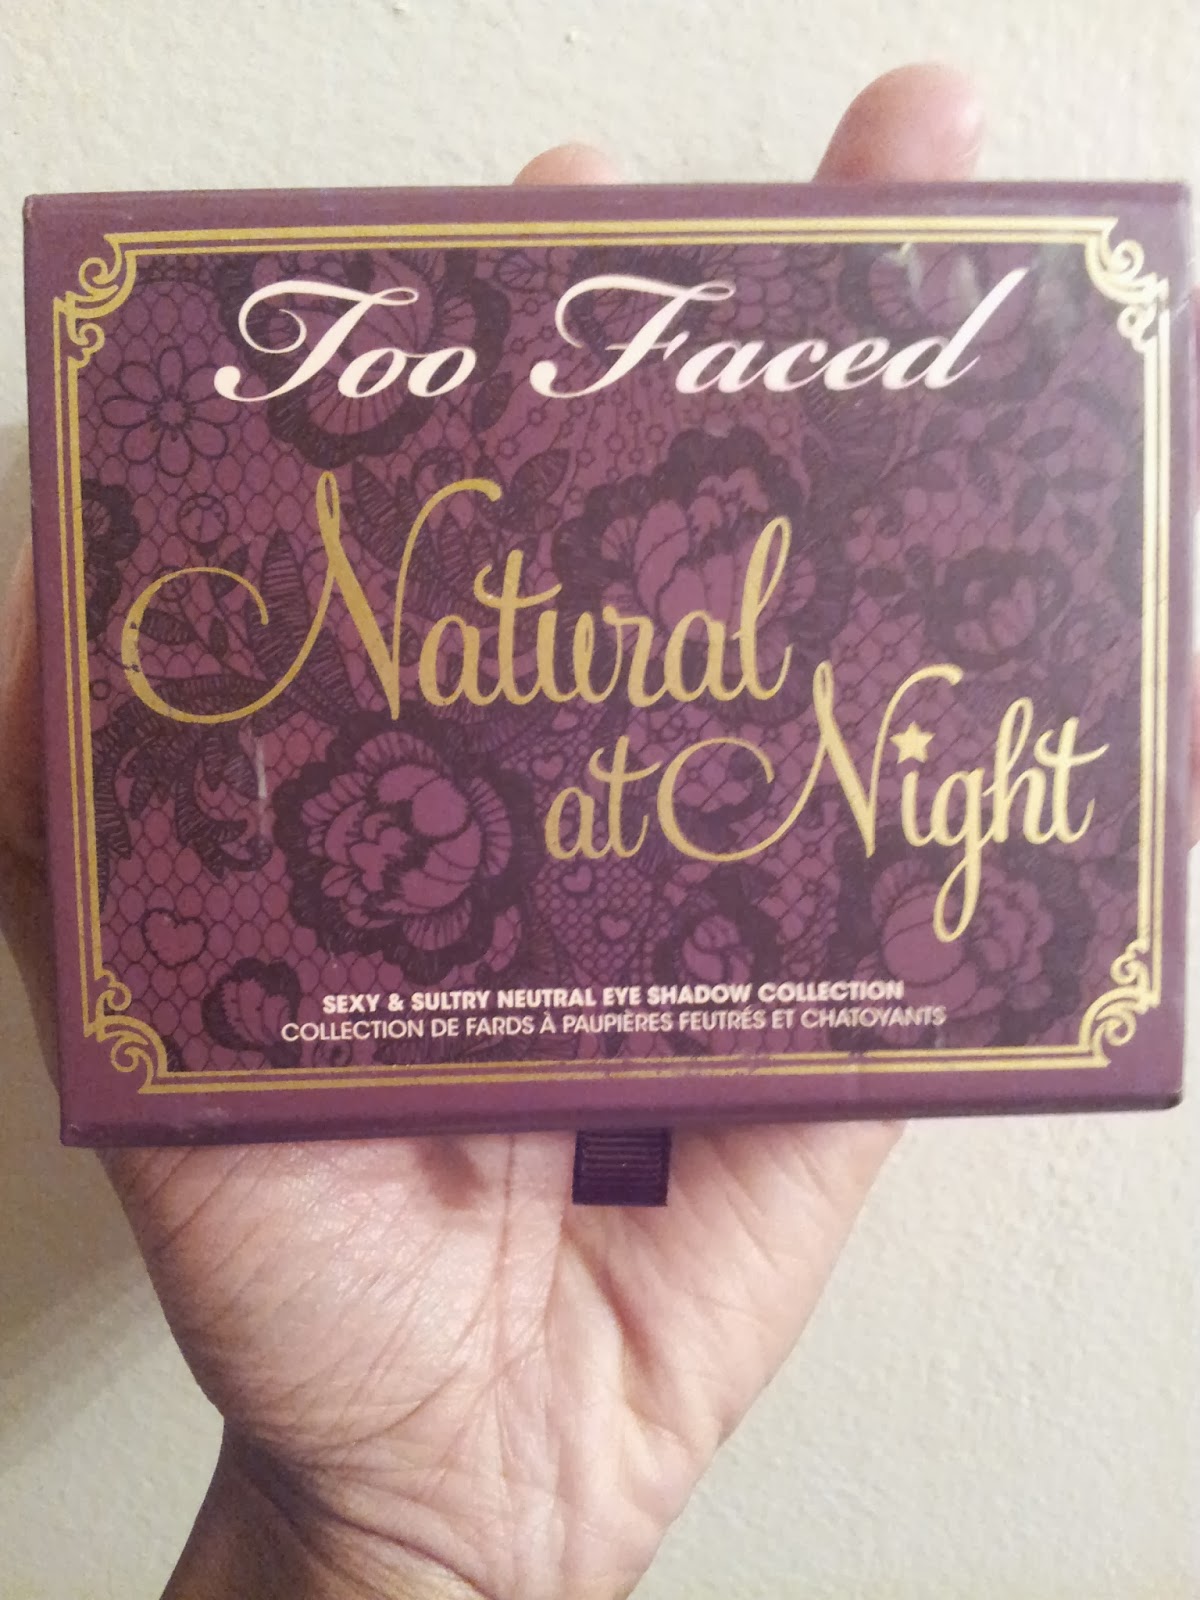 Too Faced
Natural
at Night
SEXY & SULTRY NEUTRAL EYE SHADOW COLLECTION
COLLECTION DE FARDS À PAUPIÈRES FEUTRÉS ET CHATOYANTS